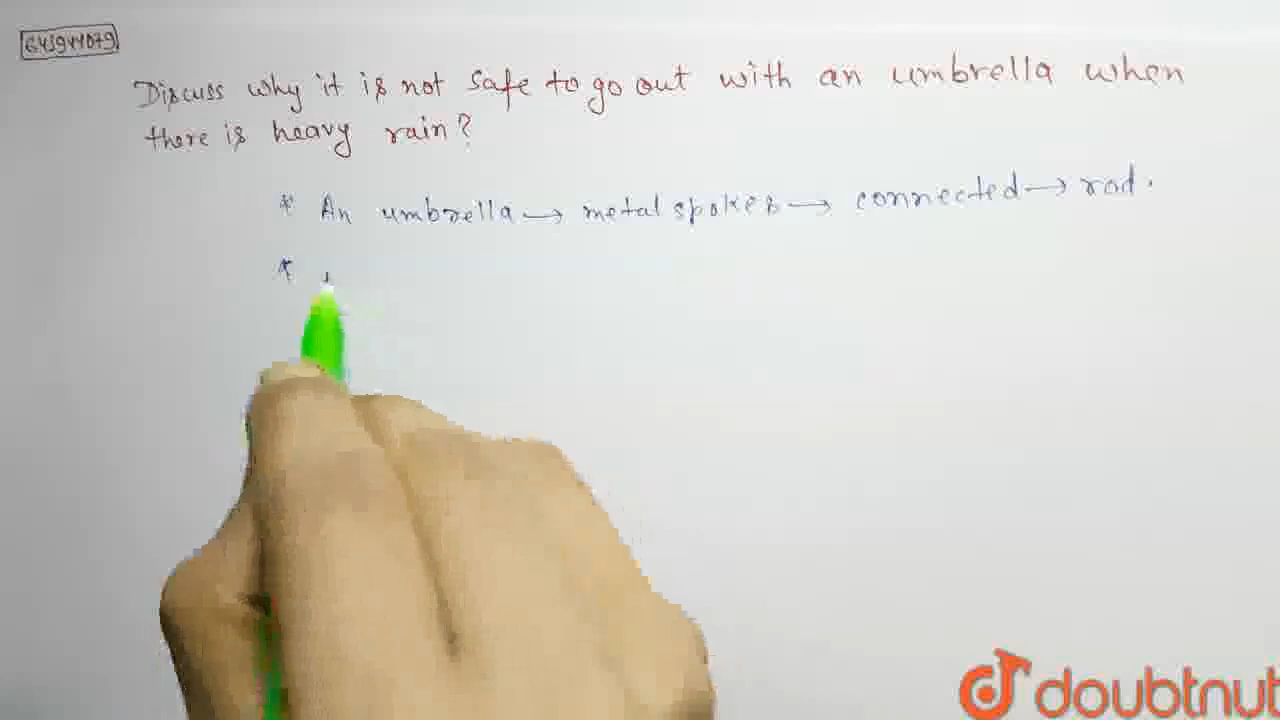 643944079
Discuss why it is not safe to go out with an umbrella when
there is heavy rain?
* An umbrella → metal spokes → connected → rod.
*
doubtnut